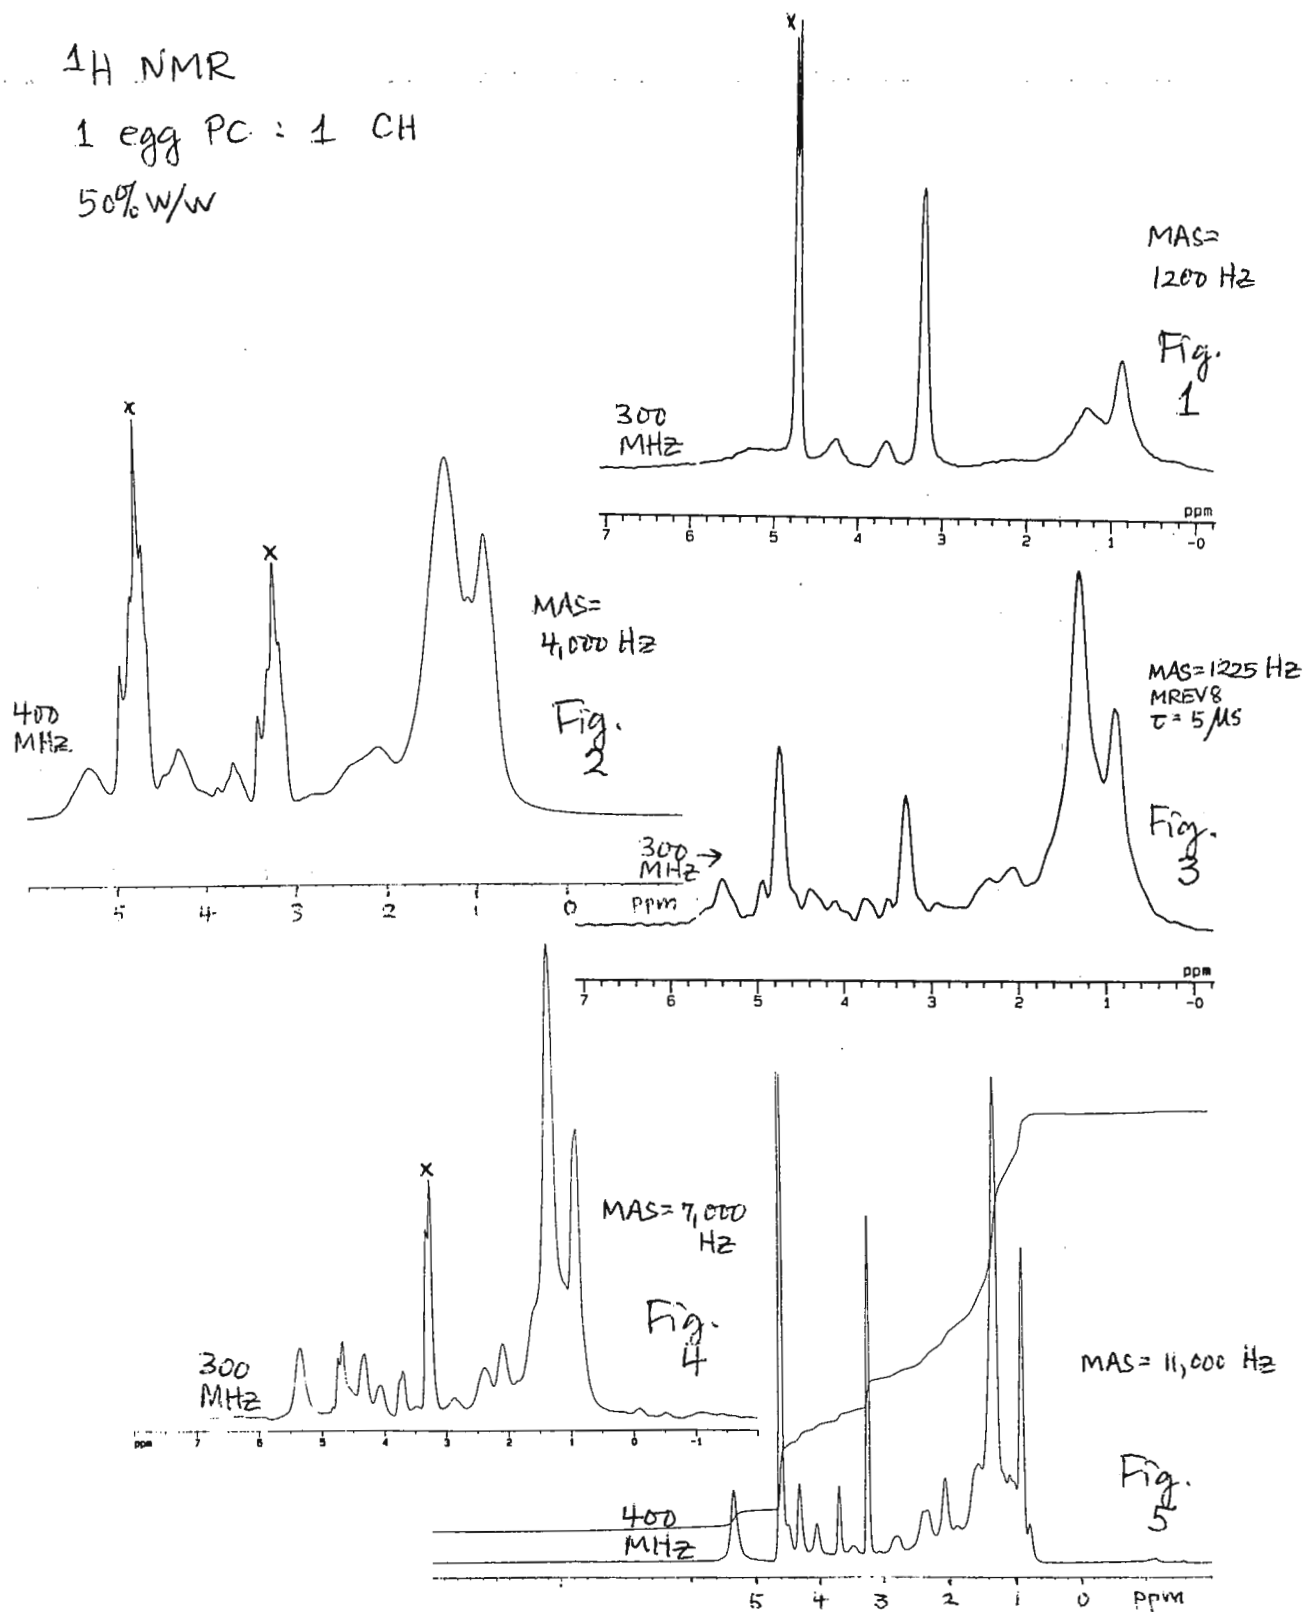 1H NMR
1 egg PC : 1 CH
50% W/W
x
MAS=
1200 Hz
Fig.
1
300
MHz
ppm
7 6 5 4 3 2 1 -0
x
x
MAS=
4,000 Hz
Fig.
2
400
MHz.
5 4 3 2 1 0 ppm
MAS=1225 Hz
MREV8
τ= 5 μs
Fig.
3
300 →
MHz
ppm
7 6 5 4 3 2 1 -0
x
MAS= 7,000
Hz
Fig.
4
300
MHz
ppm 7 6 5 4 3 2 1 0 -1
MAS = 11,000 Hz
Fig.
5
400
MHz
5 4 3 2 1 0 ppm